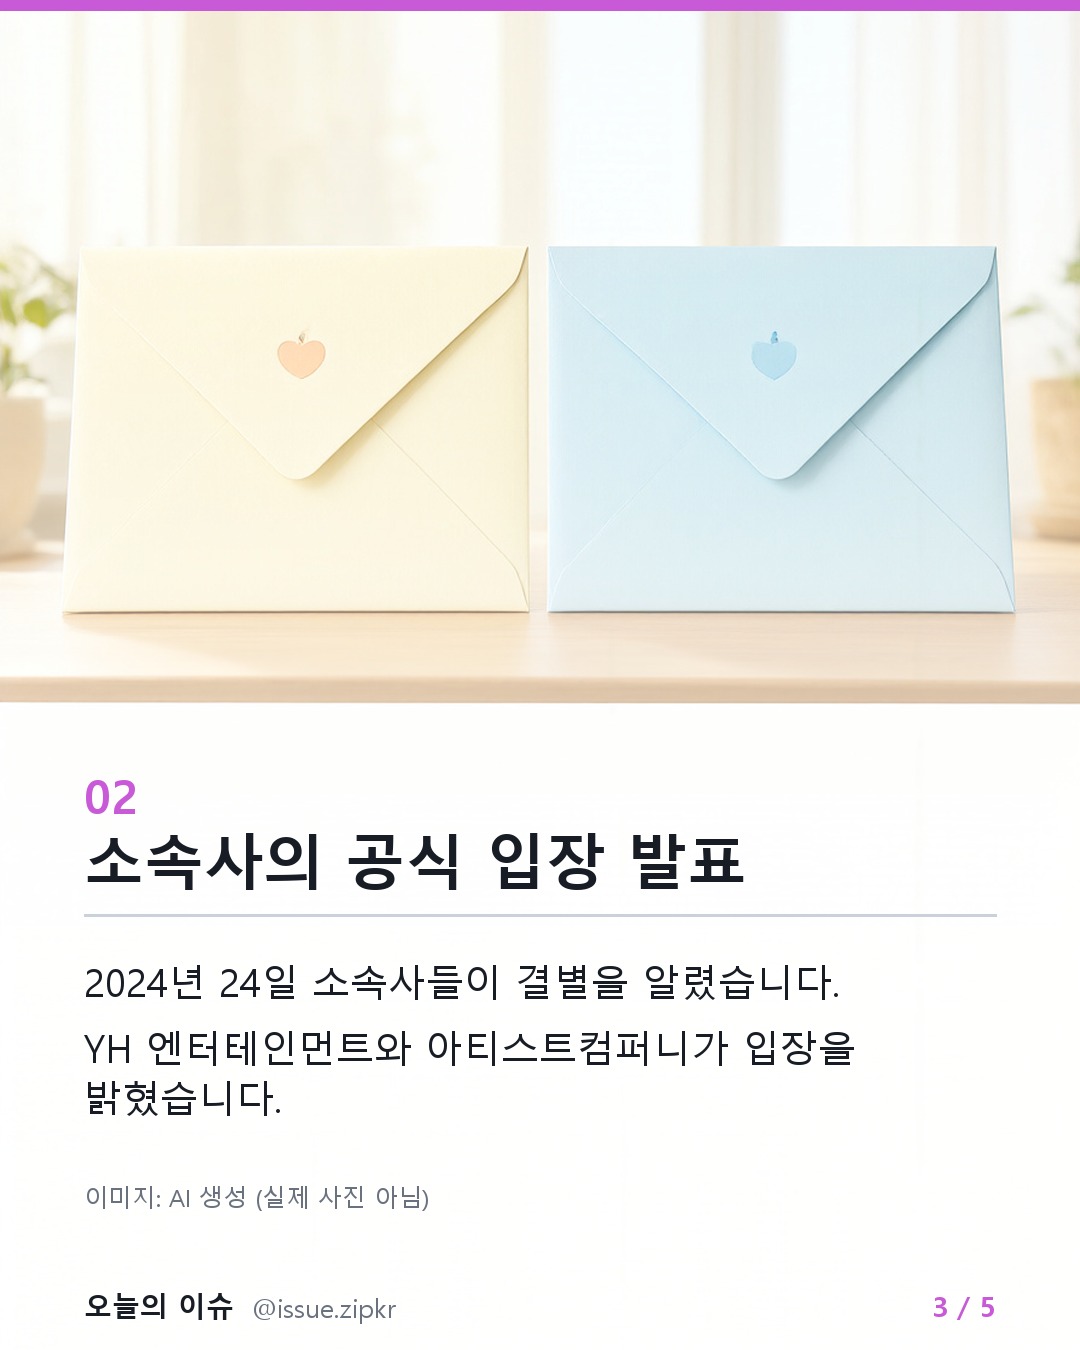 02
소속사의 공식 입장 발표
2024년 24일 소속사들이 결별을 알렸습니다.
YH 엔터테인먼트와 아티스트컴퍼니가 입장을
밝혔습니다.
이미지: AI 생성 (실제 사진 아님)
오늘의 이슈 @issue.zipkr 3 / 5